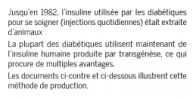 Jusqu'en 1982, l'insuline utilisée par les diabétiques
pour se soigner (injections quotidiennes) était extraite
d'animaux
La plupart des diabétiques utilisent maintenant de
l'insuline humaine produite par transgénèse, ce qui
procure de multiples avantages.
Les documents ci-contre et ci-dessous illustrent cette
méthode de production.